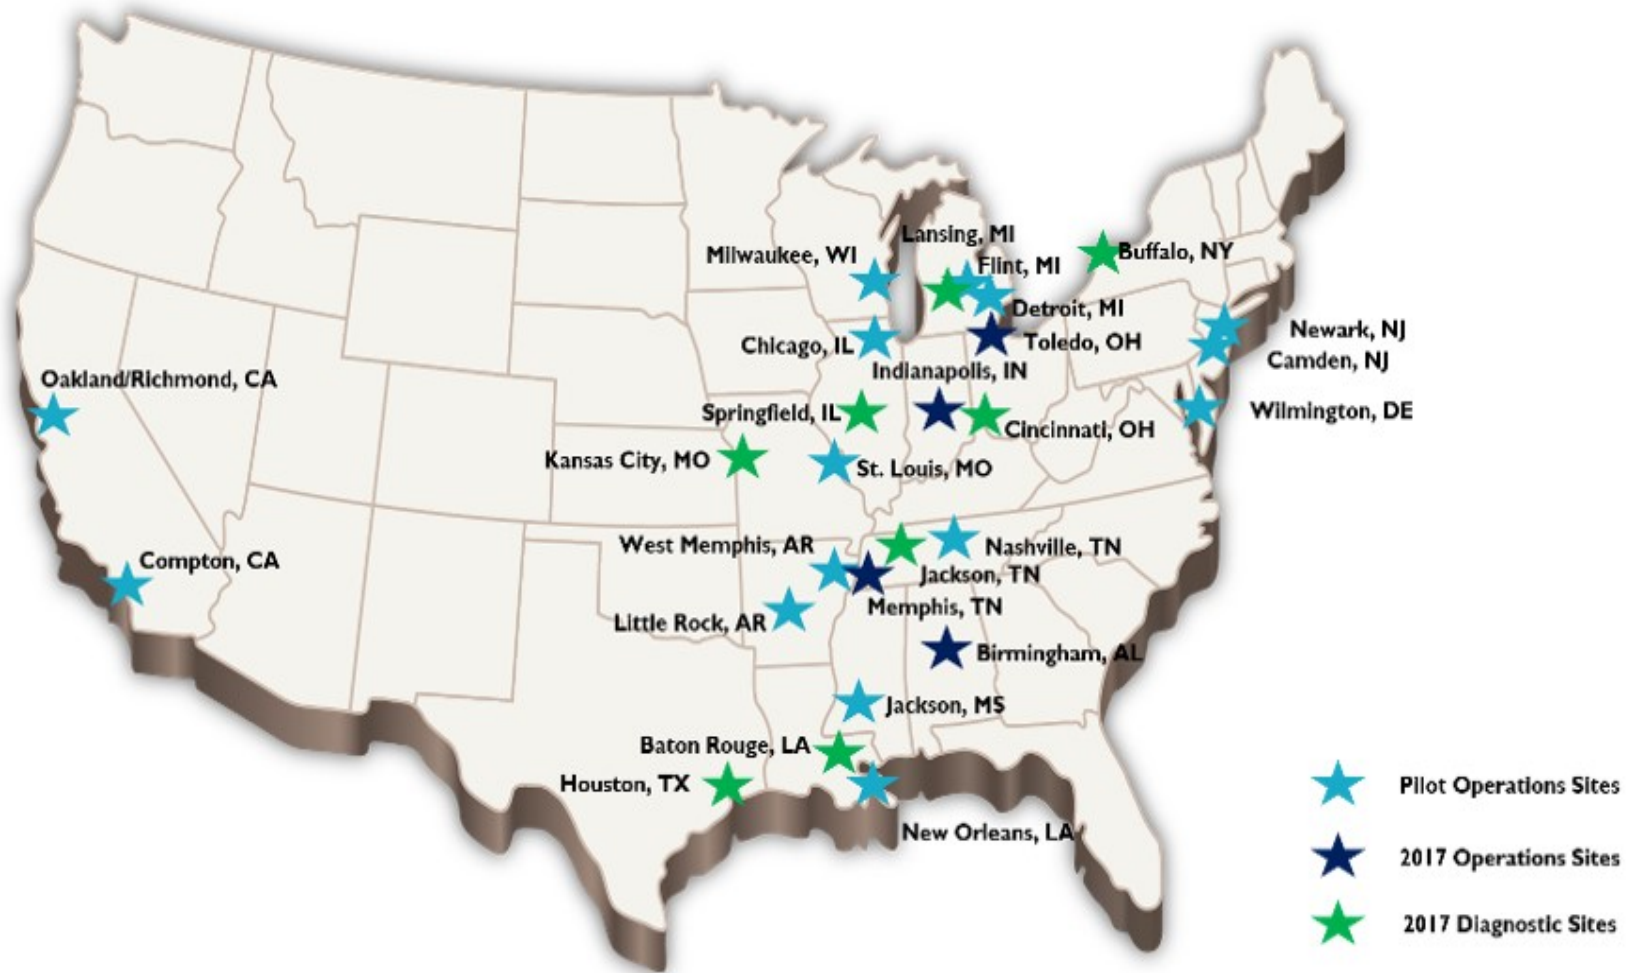 Lansing, MI
Milwaukee, WI
Flint, MI
Buffalo, NY
Detroit, MI
Newark, NJ
Chicago, IL
Toledo, OH
Camden, NJ
Indianapolis, IN
Oakland/Richmond, CA
Springfield, IL
Wilmington, DE
Cincinnati, OH
Kansas City, MO
St. Louis, MO
West Memphis, AR
Nashville, TN
Compton, CA
Jackson, TN
Memphis, TN
Little Rock, AR
Birmingham, AL
Jackson, MS
Baton Rouge, LA
Houston, TX
New Orleans, LA
Pilot Operations Sites
2017 Operations Sites
2017 Diagnostic Sites